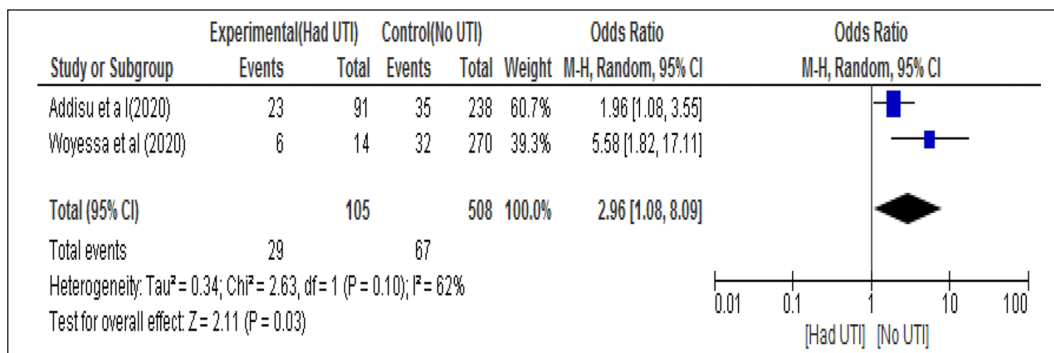 Experimental(Had UTI) Control(No UTI) Odds Ratio Odds Ratio
Study or Subgroup Events Total Events Total Weight M-H, Random, 95% CI M-H, Random, 95% CI
Addisu et a l(2020) 23 91 35 238 60.7% 1.96 [1.08, 3.55]
Woyessa et al (2020) 6 14 32 270 39.3% 5.58 [1.82, 17.11]
Total (95% CI) 105 508 100.0% 2.96 [1.08, 8.09]
Total events 29 67
Heterogeneity: Tau² = 0.34; Chi² = 2.63, df = 1 (P = 0.10); I² = 62%
Test for overall effect: Z = 2.11 (P = 0.03)
0.01 0.1 1 10 100
[Had UTI] [No UTI]